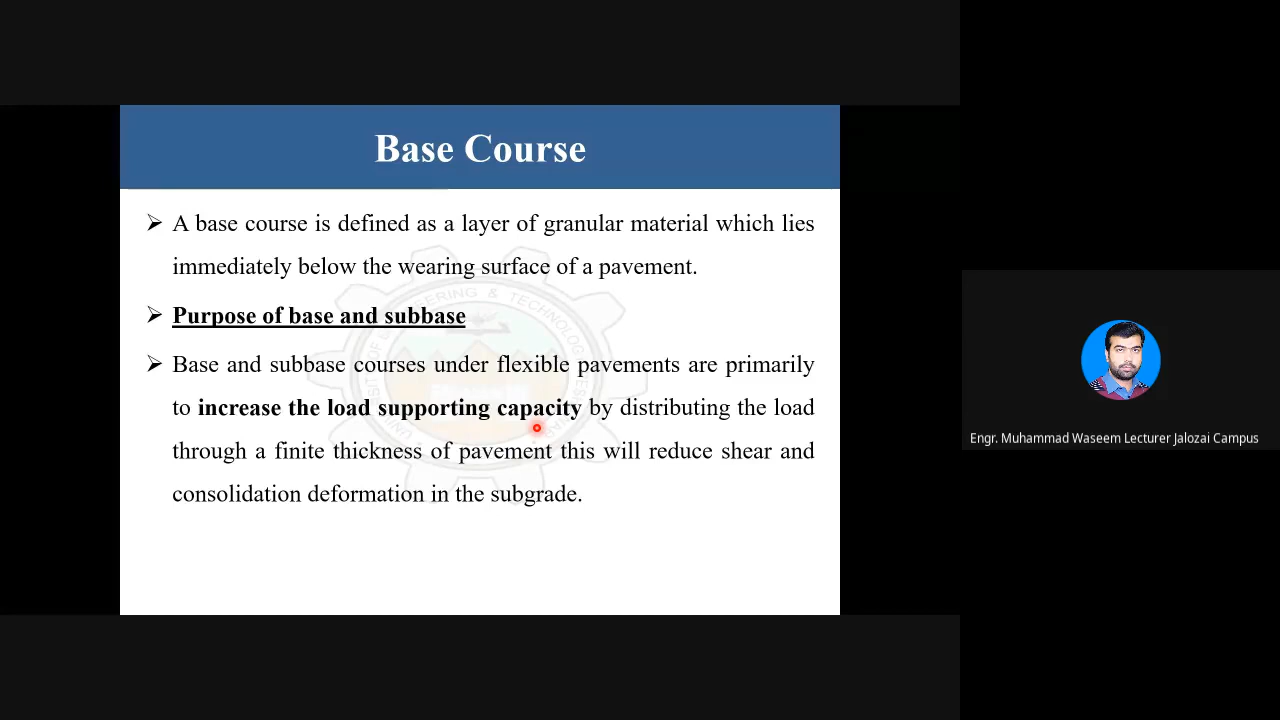 Base Course
➢ A base course is defined as a layer of granular material which lies
immediately below the wearing surface of a pavement.
➢ Purpose of base and subbase
➢ Base and subbase courses under flexible pavements are primarily
to increase the load supporting capacity by distributing the load
through a finite thickness of pavement this will reduce shear and
consolidation deformation in the subgrade.
Engr. Muhammad Waseem Lecturer Jalozai Campus